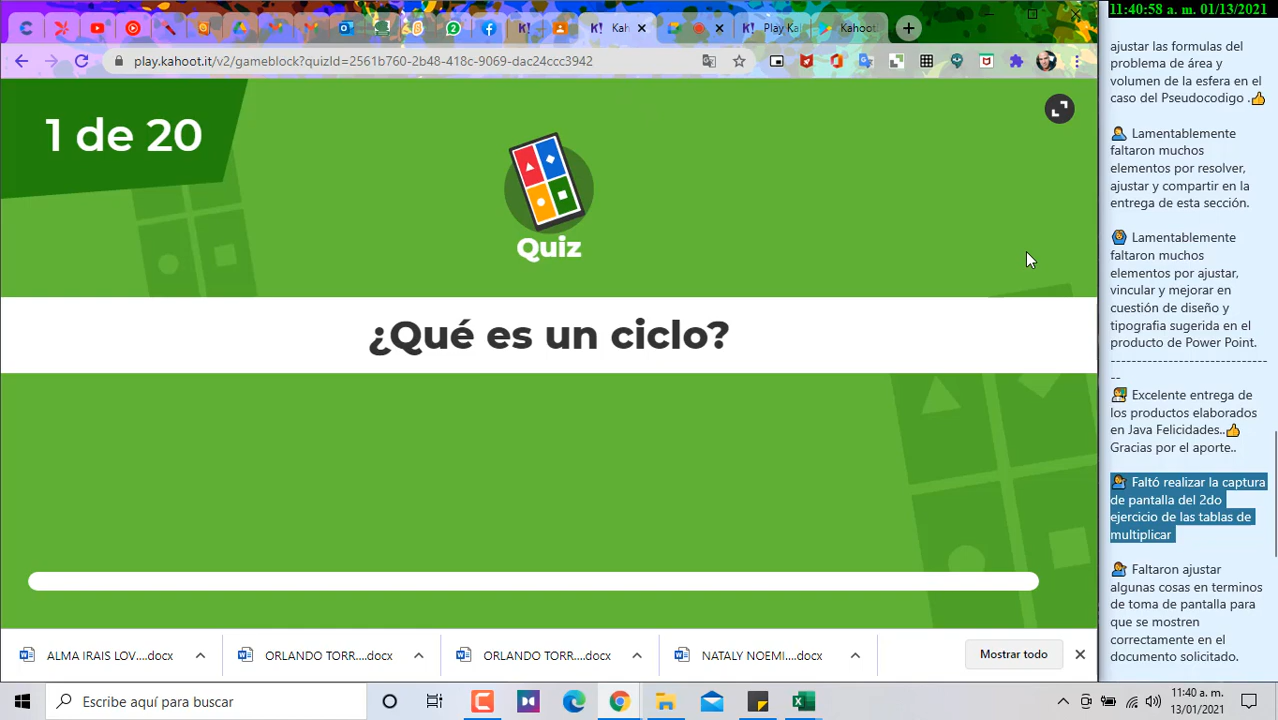 11:40:58 a. m. 01/13/2021
Kah
Play Ka
Kahoot
play.kahoot.it/v2/gameblock?quizId=2561b760-2b48-418c-9069-dac24ccc3942
1 de 20
Quiz
¿Qué es un ciclo?
ALMA IRAIS LOV....docx
ORLANDO TORR....docx
ORLANDO TORR....docx
NATALY NOEMI....docx
Mostrar todo
Escribe aquí para buscar
11:40 a. m.
13/01/2021
ajustar las formulas del
problema de área y
volumen de la esfera en el
caso del Pseudocodigo .👍
Lamentablemente
faltaron muchos
elementos por resolver,
ajustar y compartir en la
entrega de esta sección.
Lamentablemente
faltaron muchos
elementos por ajustar,
vincular y mejorar en
cuestión de diseño y
tipografia sugerida en el
producto de Power Point.
------------------------------
--
Excelente entrega de
los productos elaborados
en Java Felicidades..👍
Gracias por el aporte..
Faltó realizar la captura
de pantalla del 2do
ejercicio de las tablas de
multiplicar
Faltaron ajustar
algunas cosas en terminos
de toma de pantalla para
que se mostren
correctamente en el
documento solicitado.